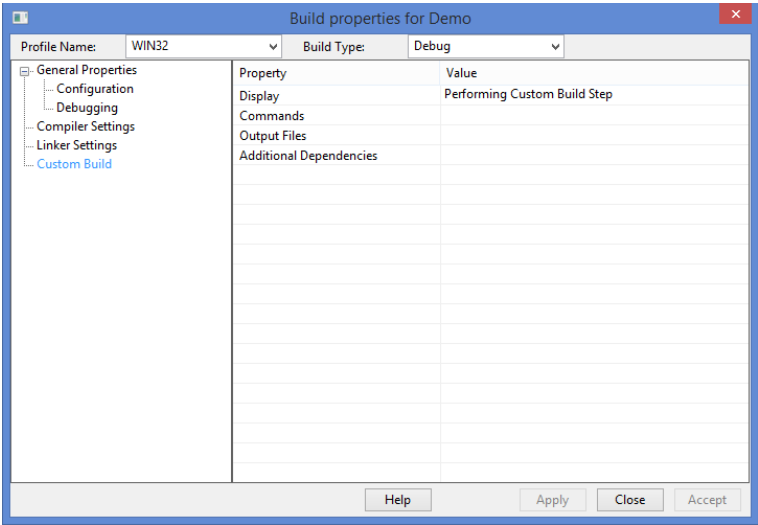 Build properties for Demo
Profile Name: WIN32 Build Type: Debug
General Properties
Configuration
Debugging
Compiler Settings
Linker Settings
Custom Build
Property Value
Display Performing Custom Build Step
Commands
Output Files
Additional Dependencies
Help Apply Close Accept